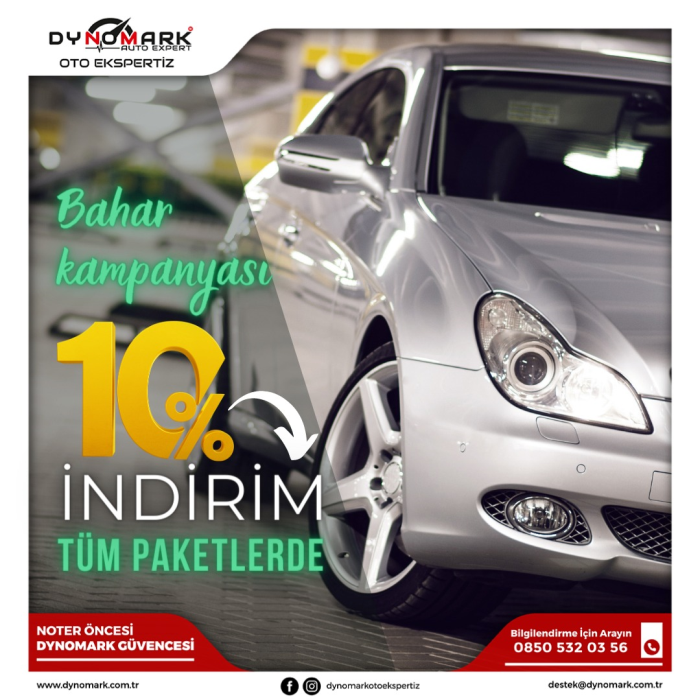 DYNOMARK
AUTO EXPERT
OTO EKSPERTİZ
Bahar
kampanyası
10%
İNDİRİM
TÜM PAKETLERDE
NOTER ÖNCESİ
DYNOMARK GÜVENCESİ
Bilgilendirme İçin Arayın
0850 532 03 56
www.dynomark.com.tr
dynomarkotoekspertiz
destek@dynomark.com.tr